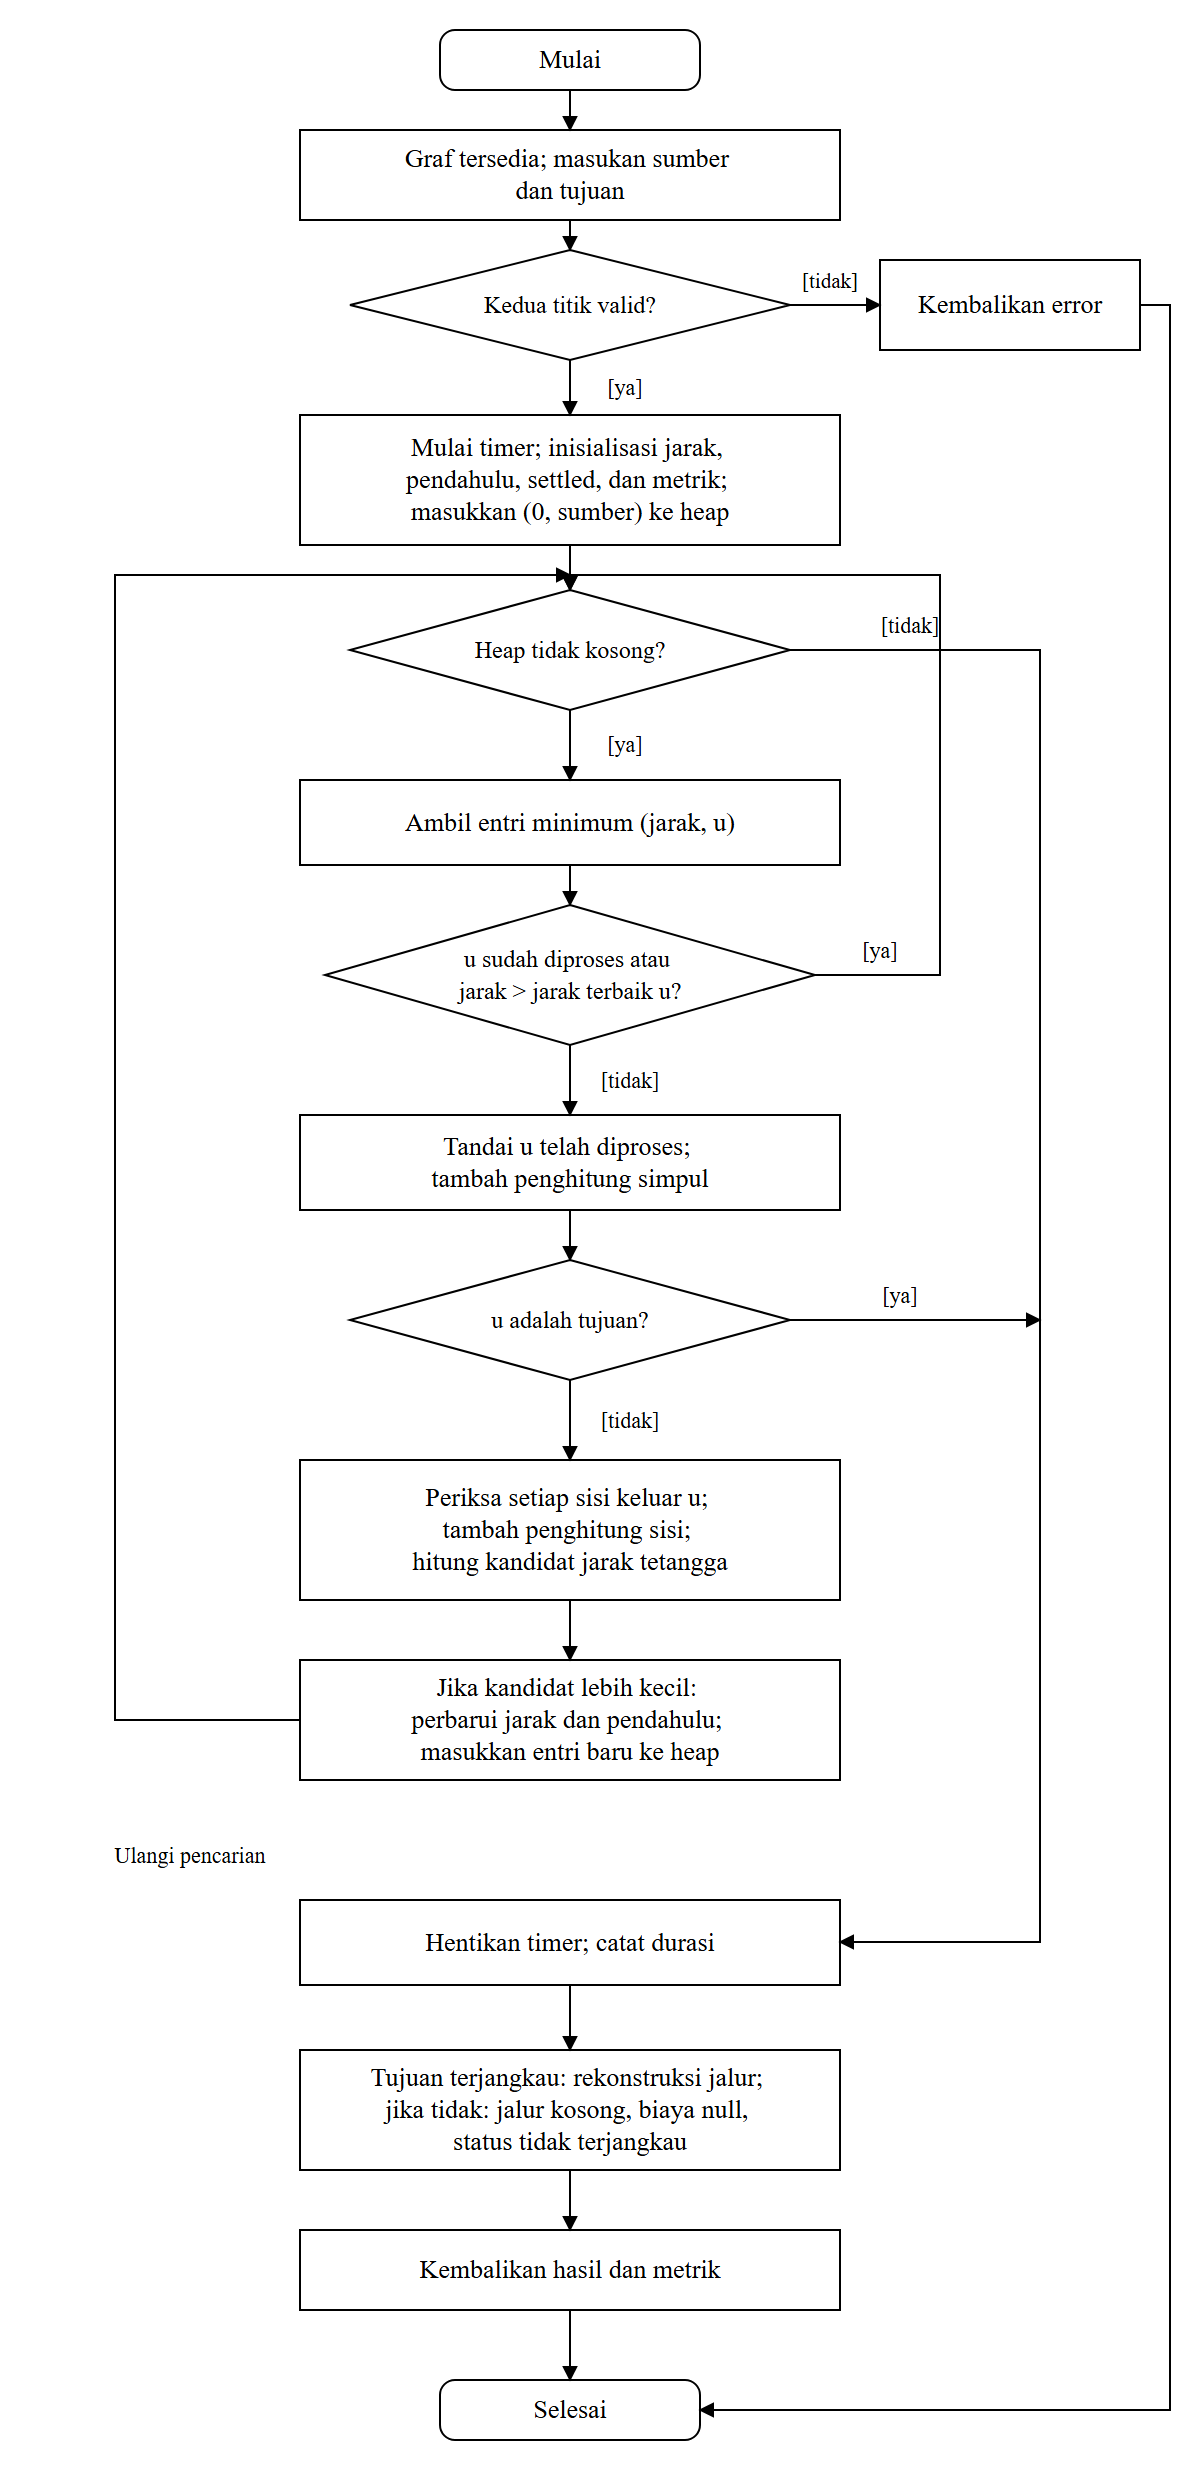 Mulai
Graf tersedia; masukan sumber
dan tujuan
Kedua titik valid?
[tidak]
Kembalikan error
[ya]
Mulai timer; inisialisasi jarak,
pendahulu, settled, dan metrik;
masukkan (0, sumber) ke heap
Heap tidak kosong?
[tidak]
[ya]
Ambil entri minimum (jarak, u)
u sudah diproses atau
jarak > jarak terbaik u?
[ya]
[tidak]
Tandai u telah diproses;
tambah penghitung simpul
u adalah tujuan?
[ya]
[tidak]
Periksa setiap sisi keluar u;
tambah penghitung sisi;
hitung kandidat jarak tetangga
Jika kandidat lebih kecil:
perbarui jarak dan pendahulu;
masukkan entri baru ke heap
Ulangi pencarian
Hentikan timer; catat durasi
Tujuan terjangkau: rekonstruksi jalur;
jika tidak: jalur kosong, biaya null,
status tidak terjangkau
Kembalikan hasil dan metrik
Selesai